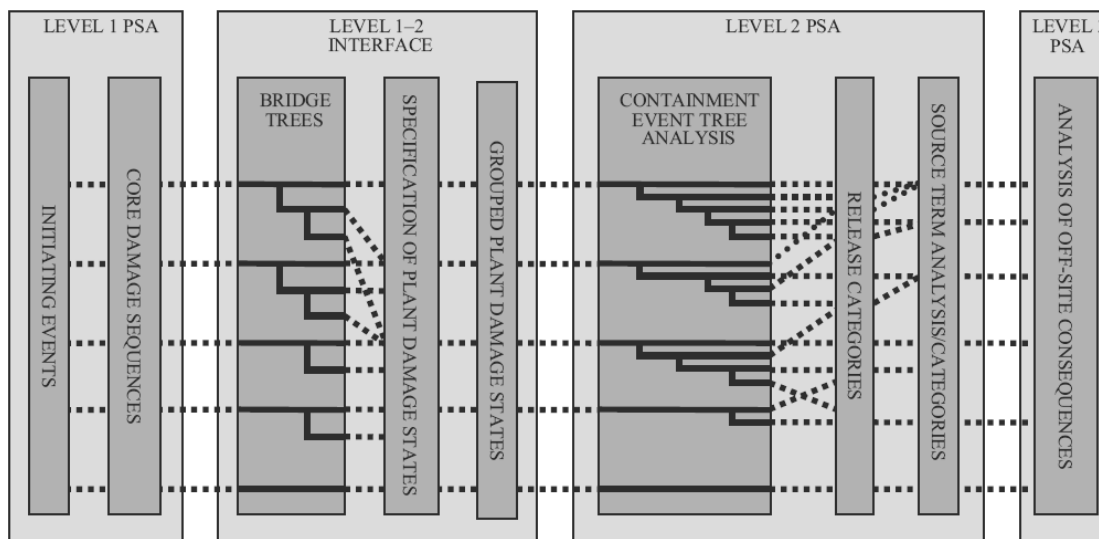 LEVEL 1 PSA
INITIATING EVENTS
CORE DAMAGE SEQUENCES
LEVEL 1–2
INTERFACE
BRIDGE
TREES
SPECIFICATION OF PLANT DAMAGE STATES
GROUPED PLANT DAMAGE STATES
LEVEL 2 PSA
CONTAINMENT
EVENT TREE
ANALYSIS
RELEASE CATEGORIES
SOURCE TERM ANALYSIS/CATEGORIES
LEVEL
PSA
ANALYSIS OF OFF-SITE CONSEQUENCES